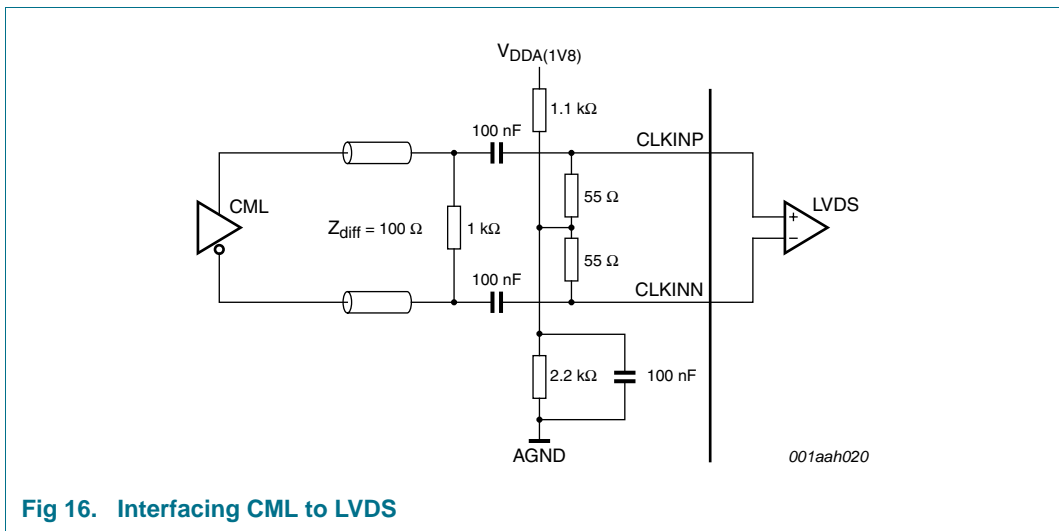 VDDA(1V8)
1.1 kΩ
100 nF
CLKINP
CML
Zdiff = 100 Ω
1 kΩ
55 Ω
LVDS
+
−
55 Ω
100 nF
CLKINN
2.2 kΩ
100 nF
AGND
001aah020
Fig 16. Interfacing CML to LVDS